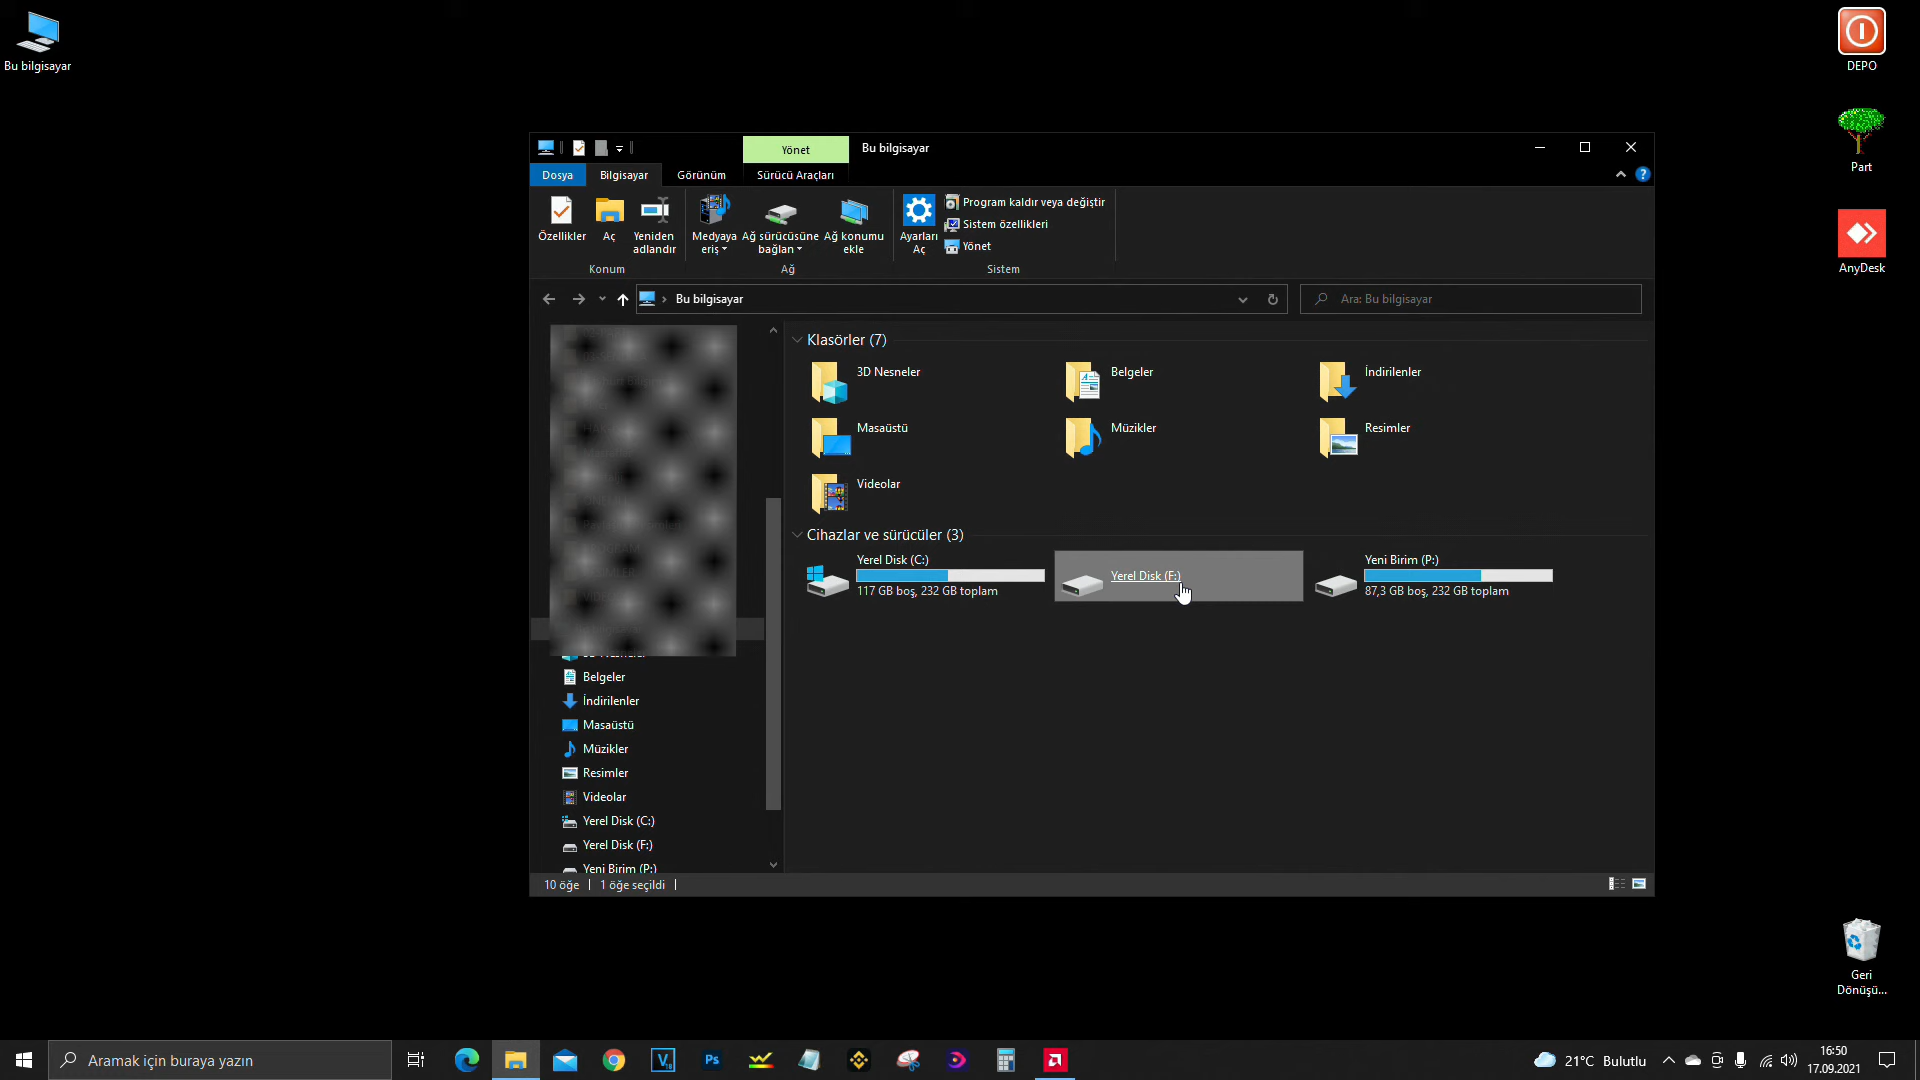 Bu bilgisayar
DEPO
Part
AnyDesk
Geri
Dönüşü...
Yönet
Bu bilgisayar
Dosya
Bilgisayar
Görünüm
Sürücü Araçları
Özellikler
Aç
Yeniden
adlandır
Medyaya
eriş
Ağ sürücüsüne
bağlan
Ağ konumu
ekle
Ayarları
Aç
Program kaldır veya değiştir
Sistem özellikleri
Yönet
Konum
Ağ
Sistem
Bu bilgisayar
Ara: Bu bilgisayar
Belgeler
İndirilenler
Masaüstü
Müzikler
Resimler
Videolar
Yerel Disk (C:)
Yerel Disk (F:)
Yeni Birim (P:)
Klasörler (7)
3D Nesneler
Belgeler
İndirilenler
Masaüstü
Müzikler
Resimler
Videolar
Cihazlar ve sürücüler (3)
Yerel Disk (C:)
117 GB boş, 232 GB toplam
Yerel Disk (F:)
Yeni Birim (P:)
87,3 GB boş, 232 GB toplam
10 öğe
1 öğe seçildi
Aramak için buraya yazın
Ps
21°C Bulutlu
16:50
17.09.2021